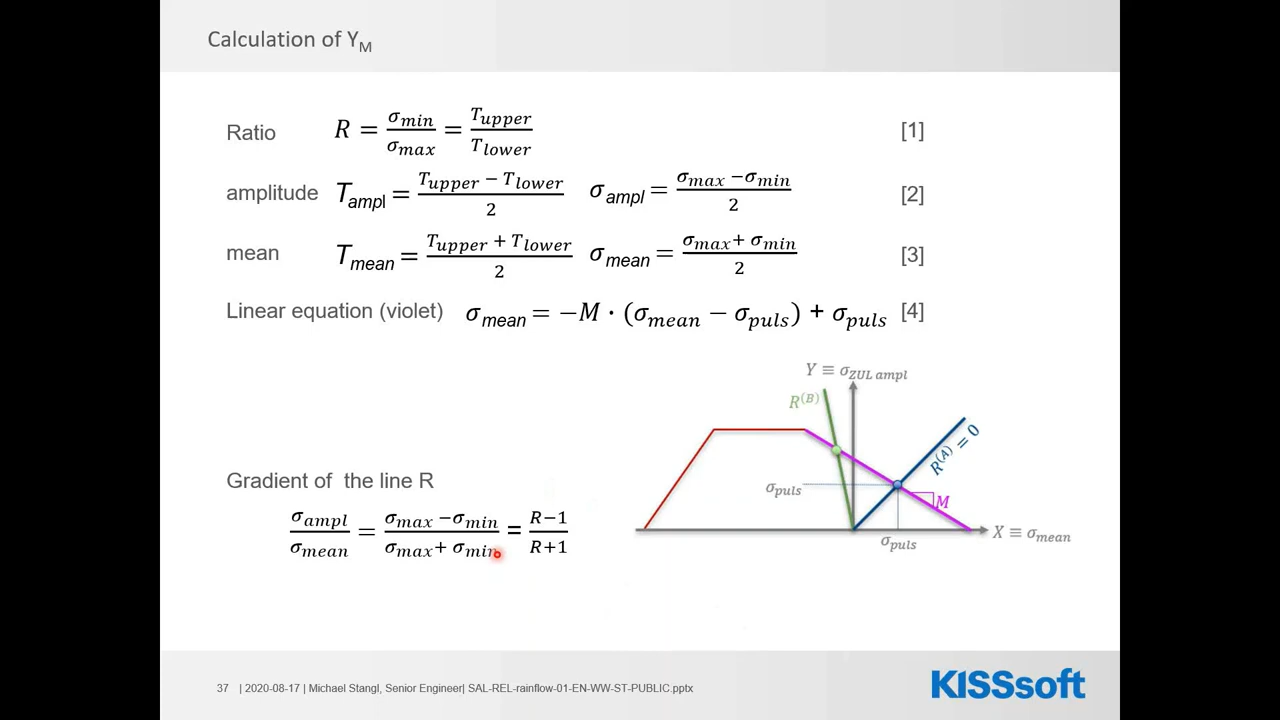 Calculation of Y_M
Ratio R = σ_min/σ_max = T_upper/T_lower [1]
amplitude T_ampl = (T_upper − T_lower)/2 σ_ampl = (σ_max − σ_min)/2 [2]
mean T_mean = (T_upper + T_lower)/2 σ_mean = (σ_max + σ_min)/2 [3]
Linear equation (violet) σ_mean = −M · (σ_mean − σ_puls) + σ_puls [4]
Y ≡ σ_ZUL ampl
R^(B)
R^(A) = 0
σ_puls
M
X ≡ σ_mean
σ_puls
Gradient of the line R
σ_ampl/σ_mean = (σ_max − σ_min)/(σ_max + σ_min) = (R−1)/(R+1)
37 | 2020-08-17 | Michael Stangl, Senior Engineer| SAL-REL-rainflow-01-EN-WW-ST-PUBLIC.pptx
KISSsoft